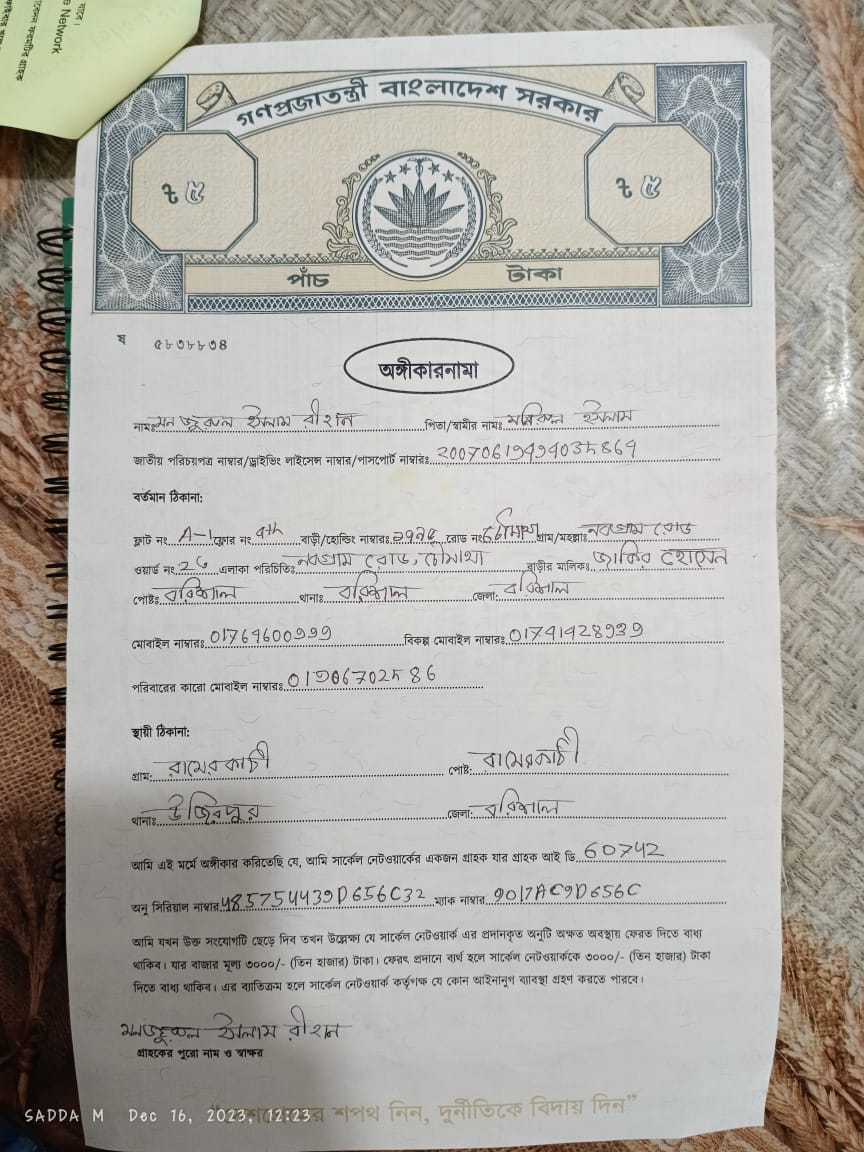 e Network
গণপ্রজাতন্ত্রী বাংলাদেশ সরকার
৳ ৫ ৳ ৫
পাঁচ টাকা
ষ ৫৮৩৮৮৩৪
অঙ্গীকারনামা
নামঃ মনজুরুল ইসলাম রীহান পিতা/স্বামীর নামঃ ইসলাম
জাতীয় পরিচয়পত্র নাম্বার/ড্রাইভিং লাইসেন্স নাম্বার/পাসপোর্ট নাম্বারঃ
বর্তমান ঠিকানা:
ফ্লাট নং A-1 ফ্লোর নং 4th বাড়ী/হোল্ডিং নাম্বারঃ রোড নংঃ চৌমাথা গ্রাম/মহল্লাঃ নবগ্রাম রোড
ওয়ার্ড নং এলাকা পরিচিতিঃ নবগ্রাম রোড, চৌমাথা বাড়ীর মালিকঃ জাকির হোসেন
পোষ্টঃ বরিশাল থানাঃ বরিশাল জেলা: বরিশাল
মোবাইল নাম্বারঃ 01764600999 বিকল্প মোবাইল নাম্বারঃ
পরিবারের কারো মোবাইল নাম্বারঃ
স্থায়ী ঠিকানা:
গ্রাম: রামেরকাঠী পোষ্ট: রামেরকাঠী
থানাঃ উজিরপুর জেলা: বরিশাল
আমি এই মর্মে অঙ্গীকার করিতেছি যে, আমি সার্কেল নেটওয়ার্কের একজন গ্রাহক যার গ্রাহক আই ডি
অনু সিরিয়াল নাম্বার 485754439D656C32 ম্যাক নাম্বার 9017AC9D656C
আমি যখন উক্ত সংযোগটি ছেড়ে দিব তখন উল্লেক্ষ্য যে সার্কেল নেটওয়ার্ক এর প্রদানকৃত অনুটি অক্ষত অবস্থায় ফেরত দিতে বাধ্য
থাকিব। যার বাজার মূল্য ৩০০০/- (তিন হাজার) টাকা। ফেরৎ প্রদানে ব্যর্থ হলে সার্কেল নেটওয়ার্ককে ৩০০০/- (তিন হাজার) টাকা
দিতে বাধ্য থাকিব। এর ব্যতিক্রম হলে সার্কেল নেটওয়ার্ক কর্তৃপক্ষ যে কোন আইনানুগ ব্যাবস্থা গ্রহণ করতে পারবে।
মনজুরুল ইসলাম রীহান
গ্রাহকের পুরো নাম ও স্বাক্ষর
শপথ নিন, দুর্নীতিকে বিদায় দিন”
SADDA M Dec 16, 2023, 12:23